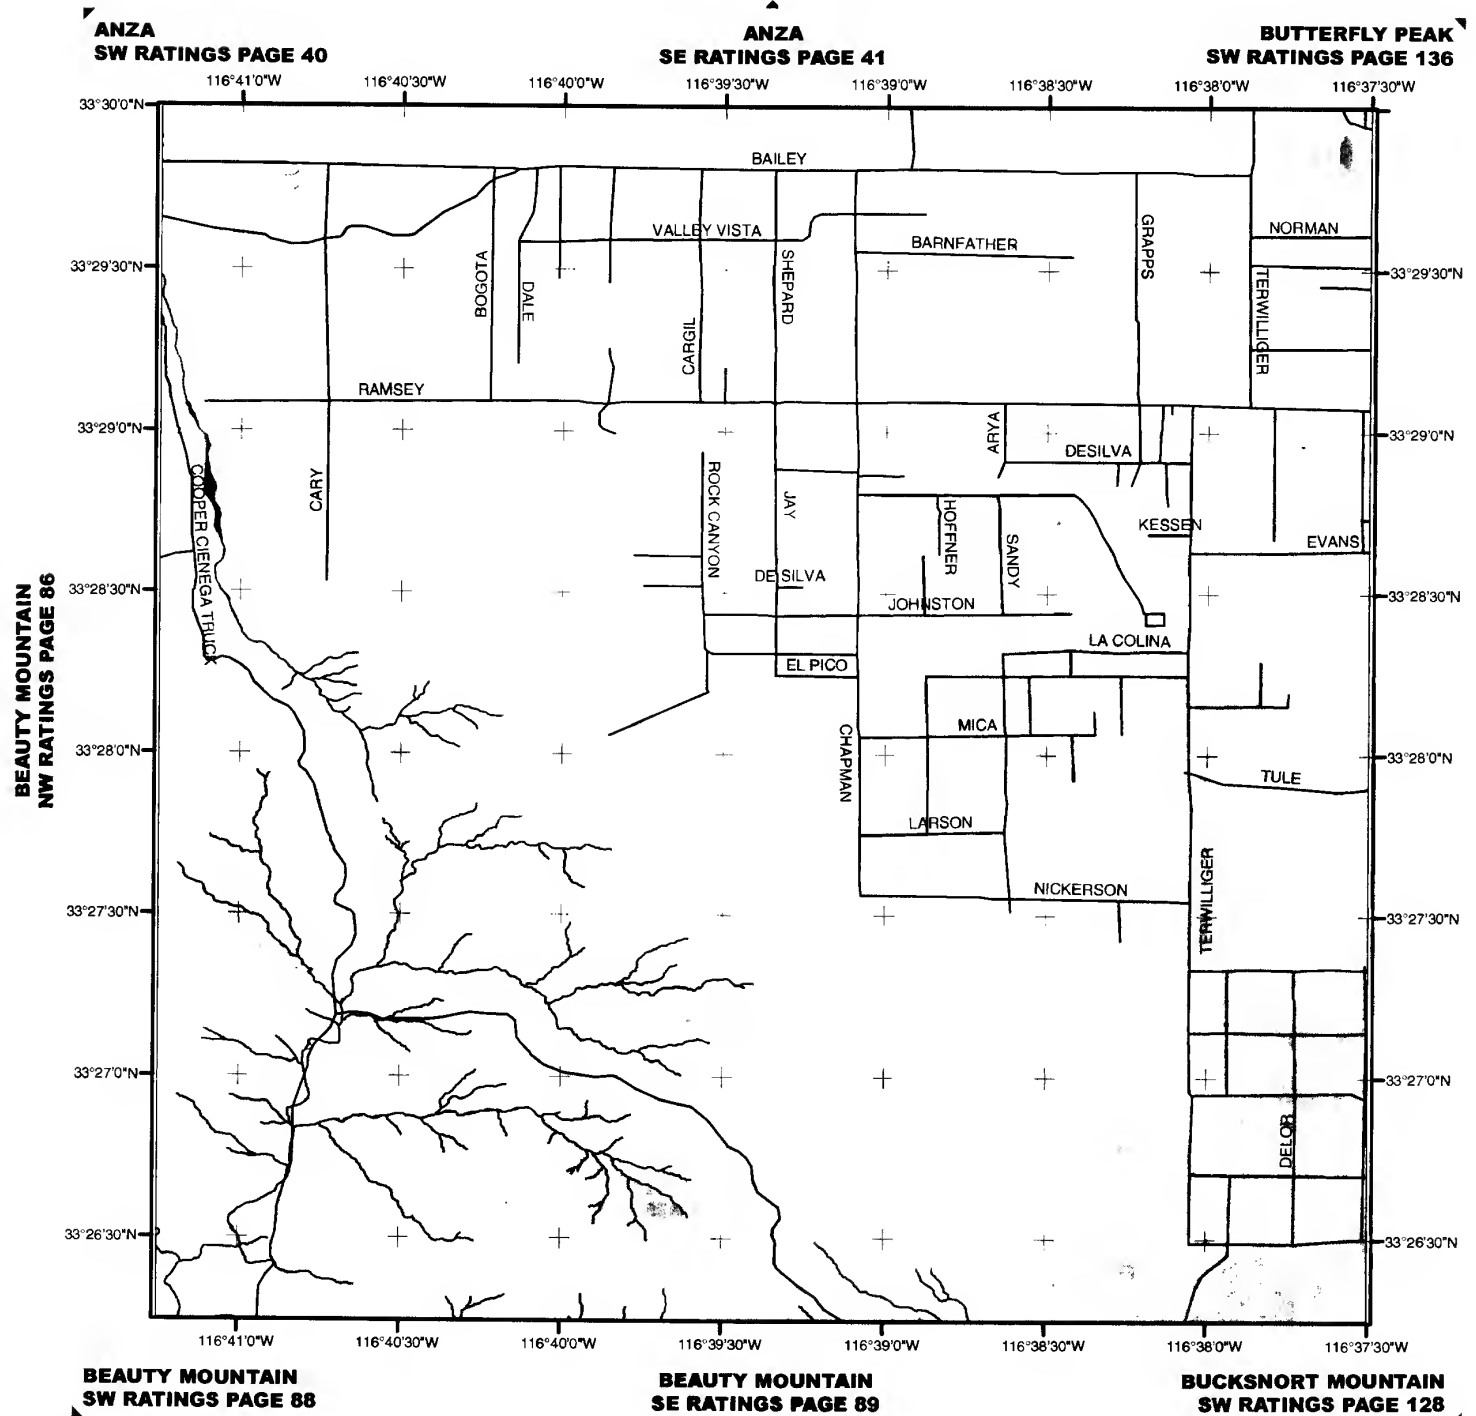 ANZA
SW RATINGS PAGE 40
ANZA
SE RATINGS PAGE 41
BUTTERFLY PEAK
SW RATINGS PAGE 136
116°41'0"W
116°40'30"W
116°40'0"W
116°39'30"W
116°39'0"W
116°38'30"W
116°38'0"W
116°37'30"W
33°30'0"N
BAILEY
VALLEY VISTA
BARNFATHER
GRAPPS
NORMAN
33°29'30"N
33°29'30"N
BOGOTA
DALE
SHEPARD
TERWILLIGER
CARGIL
RAMSEY
33°29'0"N
33°29'0"N
ARYA
DESILVA
COOPER CIENEGA TRUCK
CARY
ROCK CANYON
JAY
HOFFNER
SANDY
KESSEN
EVANS
DE SILVA
33°28'30"N
33°28'30"N
JOHNSTON
LA COLINA
EL PICO
BEAUTY MOUNTAIN
NW RATINGS PAGE 86
MICA
CHAPMAN
33°28'0"N
33°28'0"N
TULE
LARSON
TERWILLIGER
NICKERSON
33°27'30"N
33°27'30"N
33°27'0"N
33°27'0"N
DELOR
33°26'30"N
33°26'30"N
116°41'0"W
116°40'30"W
116°40'0"W
116°39'30"W
116°39'0"W
116°38'30"W
116°38'0"W
116°37'30"W
BEAUTY MOUNTAIN
SW RATINGS PAGE 88
BEAUTY MOUNTAIN
SE RATINGS PAGE 89
BUCKSNORT MOUNTAIN
SW RATINGS PAGE 128